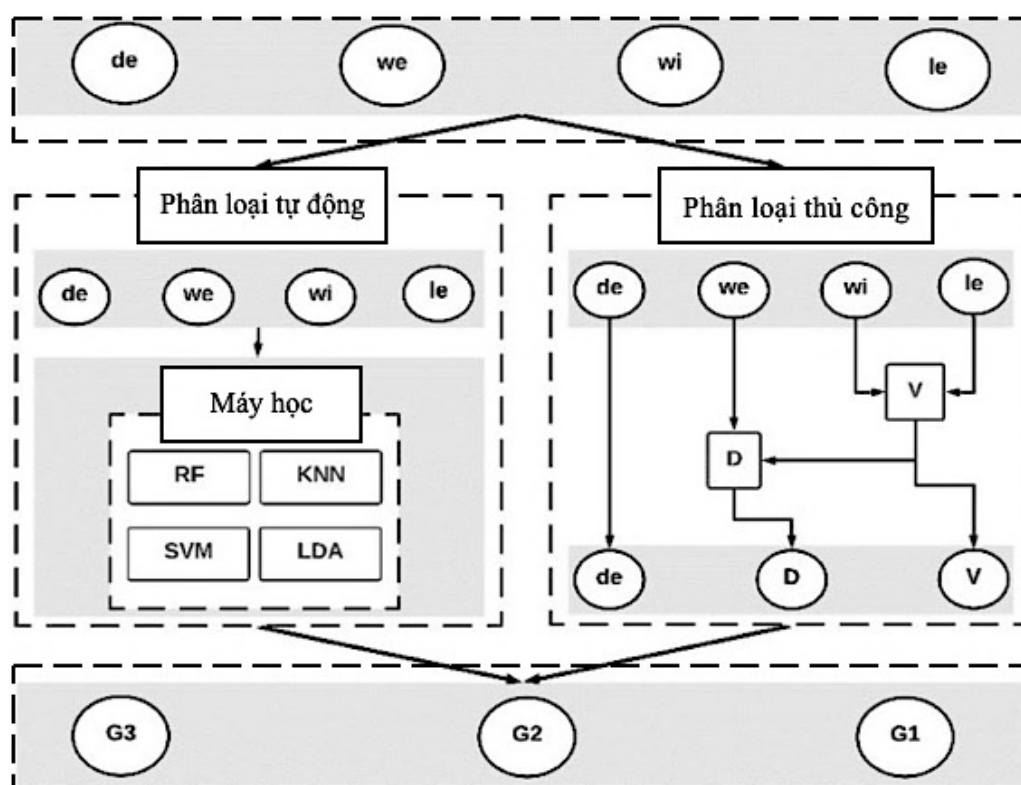 de we wi le
Phân loại tự động
Phân loại thủ công
de we wi le
de we wi le
Máy học
RF KNN
SVM LDA
V
D
de D V
G3 G2 G1